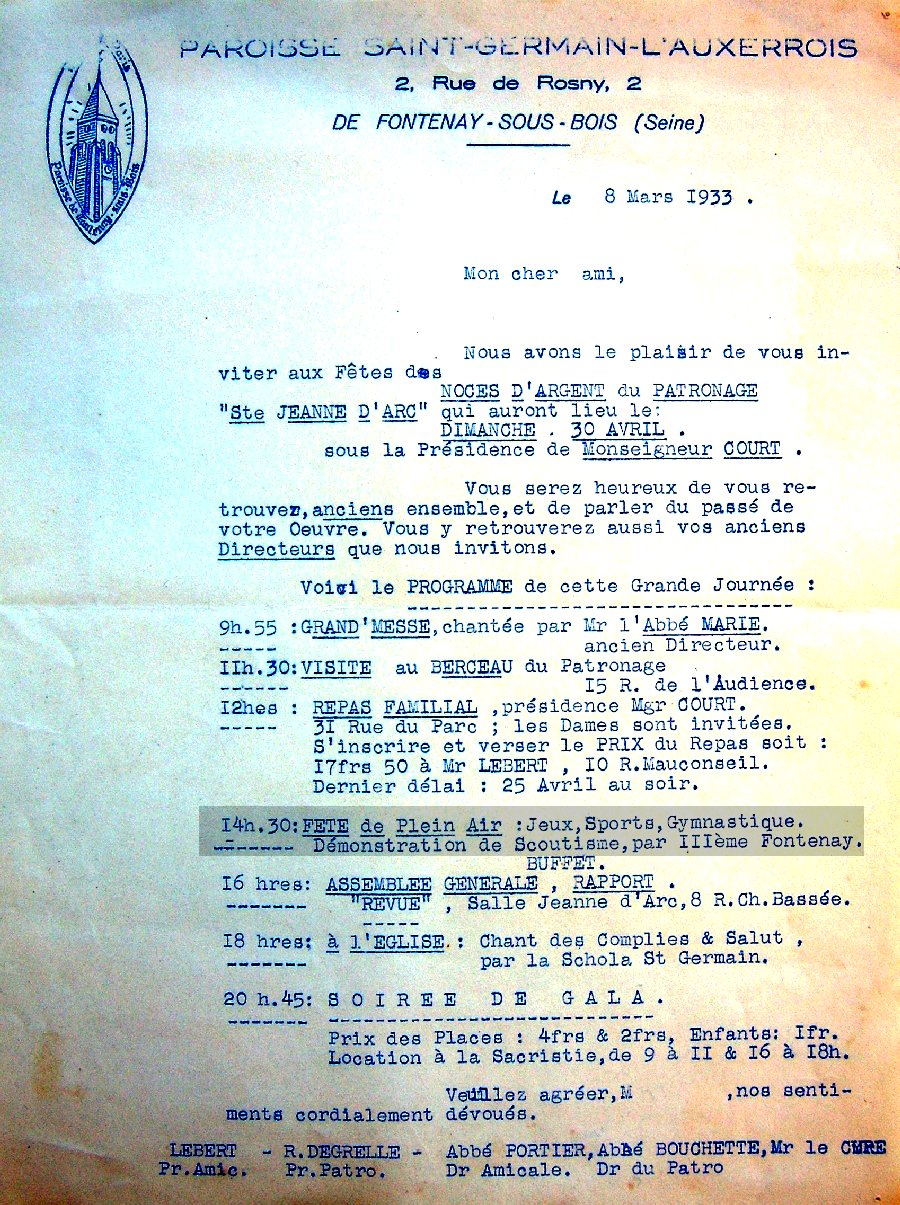 PAROISSE SAINT-GERMAIN-L'AUXERROIS
2, Rue de Rosny, 2
DE FONTENAY-SOUS-BOIS (Seine)
Paroisse de Fontenay-sous-Bois
Le 8 Mars I933 .
Mon cher ami,
Nous avons le plaisir de vous in-
viter aux Fêtes des
NOCES D'ARGENT du PATRONAGE
"Ste JEANNE D'ARC" qui auront lieu le:
DIMANCHE . 30 AVRIL .
sous la Présidence de Monseigneur COURT .
Vous serez heureux de vous re-
trouver,anciens ensemble,et de parler du passé de
votre Oeuvre. Vous y retrouverez aussi vos anciens
Directeurs que nous invitons.
Voici le PROGRAMME de cette Grande Journée :
9h.55 :GRAND'MESSE,chantée par Mr l'Abbé MARIE.
ancien Directeur.
IIh.30:VISITE au BERCEAU du Patronage
I5 R. de l'Audience.
I2hes : REPAS FAMILIAL ,présidence Mgr COURT.
3I Rue du Parc ; les Dames sont invitées.
S'inscrire et verser le PRIX du Repas soit :
I7frs 50 à Mr LEBERT , IO R.Mauconseil.
Dernier délai : 25 Avril au soir.
I4h.30:FETE de Plein Air :Jeux,Sports,Gymnastique.
Démonstration de Scoutisme,par IIIème Fontenay.
BUFFET.
I6 hres: ASSEMBLEE GENERALE , RAPPORT .
"REVUE" , Salle Jeanne d'Arc,8 R.Ch.Bassée.
I8 hres: à l'EGLISE.: Chant des Complies & Salut ,
par la Schola St Germain.
20 h.45: S O I R E E D E G A L A .
Prix des Places : 4frs & 2frs, Enfants: Ifr.
Location à la Sacristie,de 9 à II & I6 à I8h.
Veuillez agréer,M ,nos senti-
ments cordialement dévoués.
LEBERT - R.DEGRELLE - Abbé PORTIER,Abbé BOUCHETTE,Mr le CURE
Pr.Amic. Pr.Patro. Dr Amicale. Dr du Patro